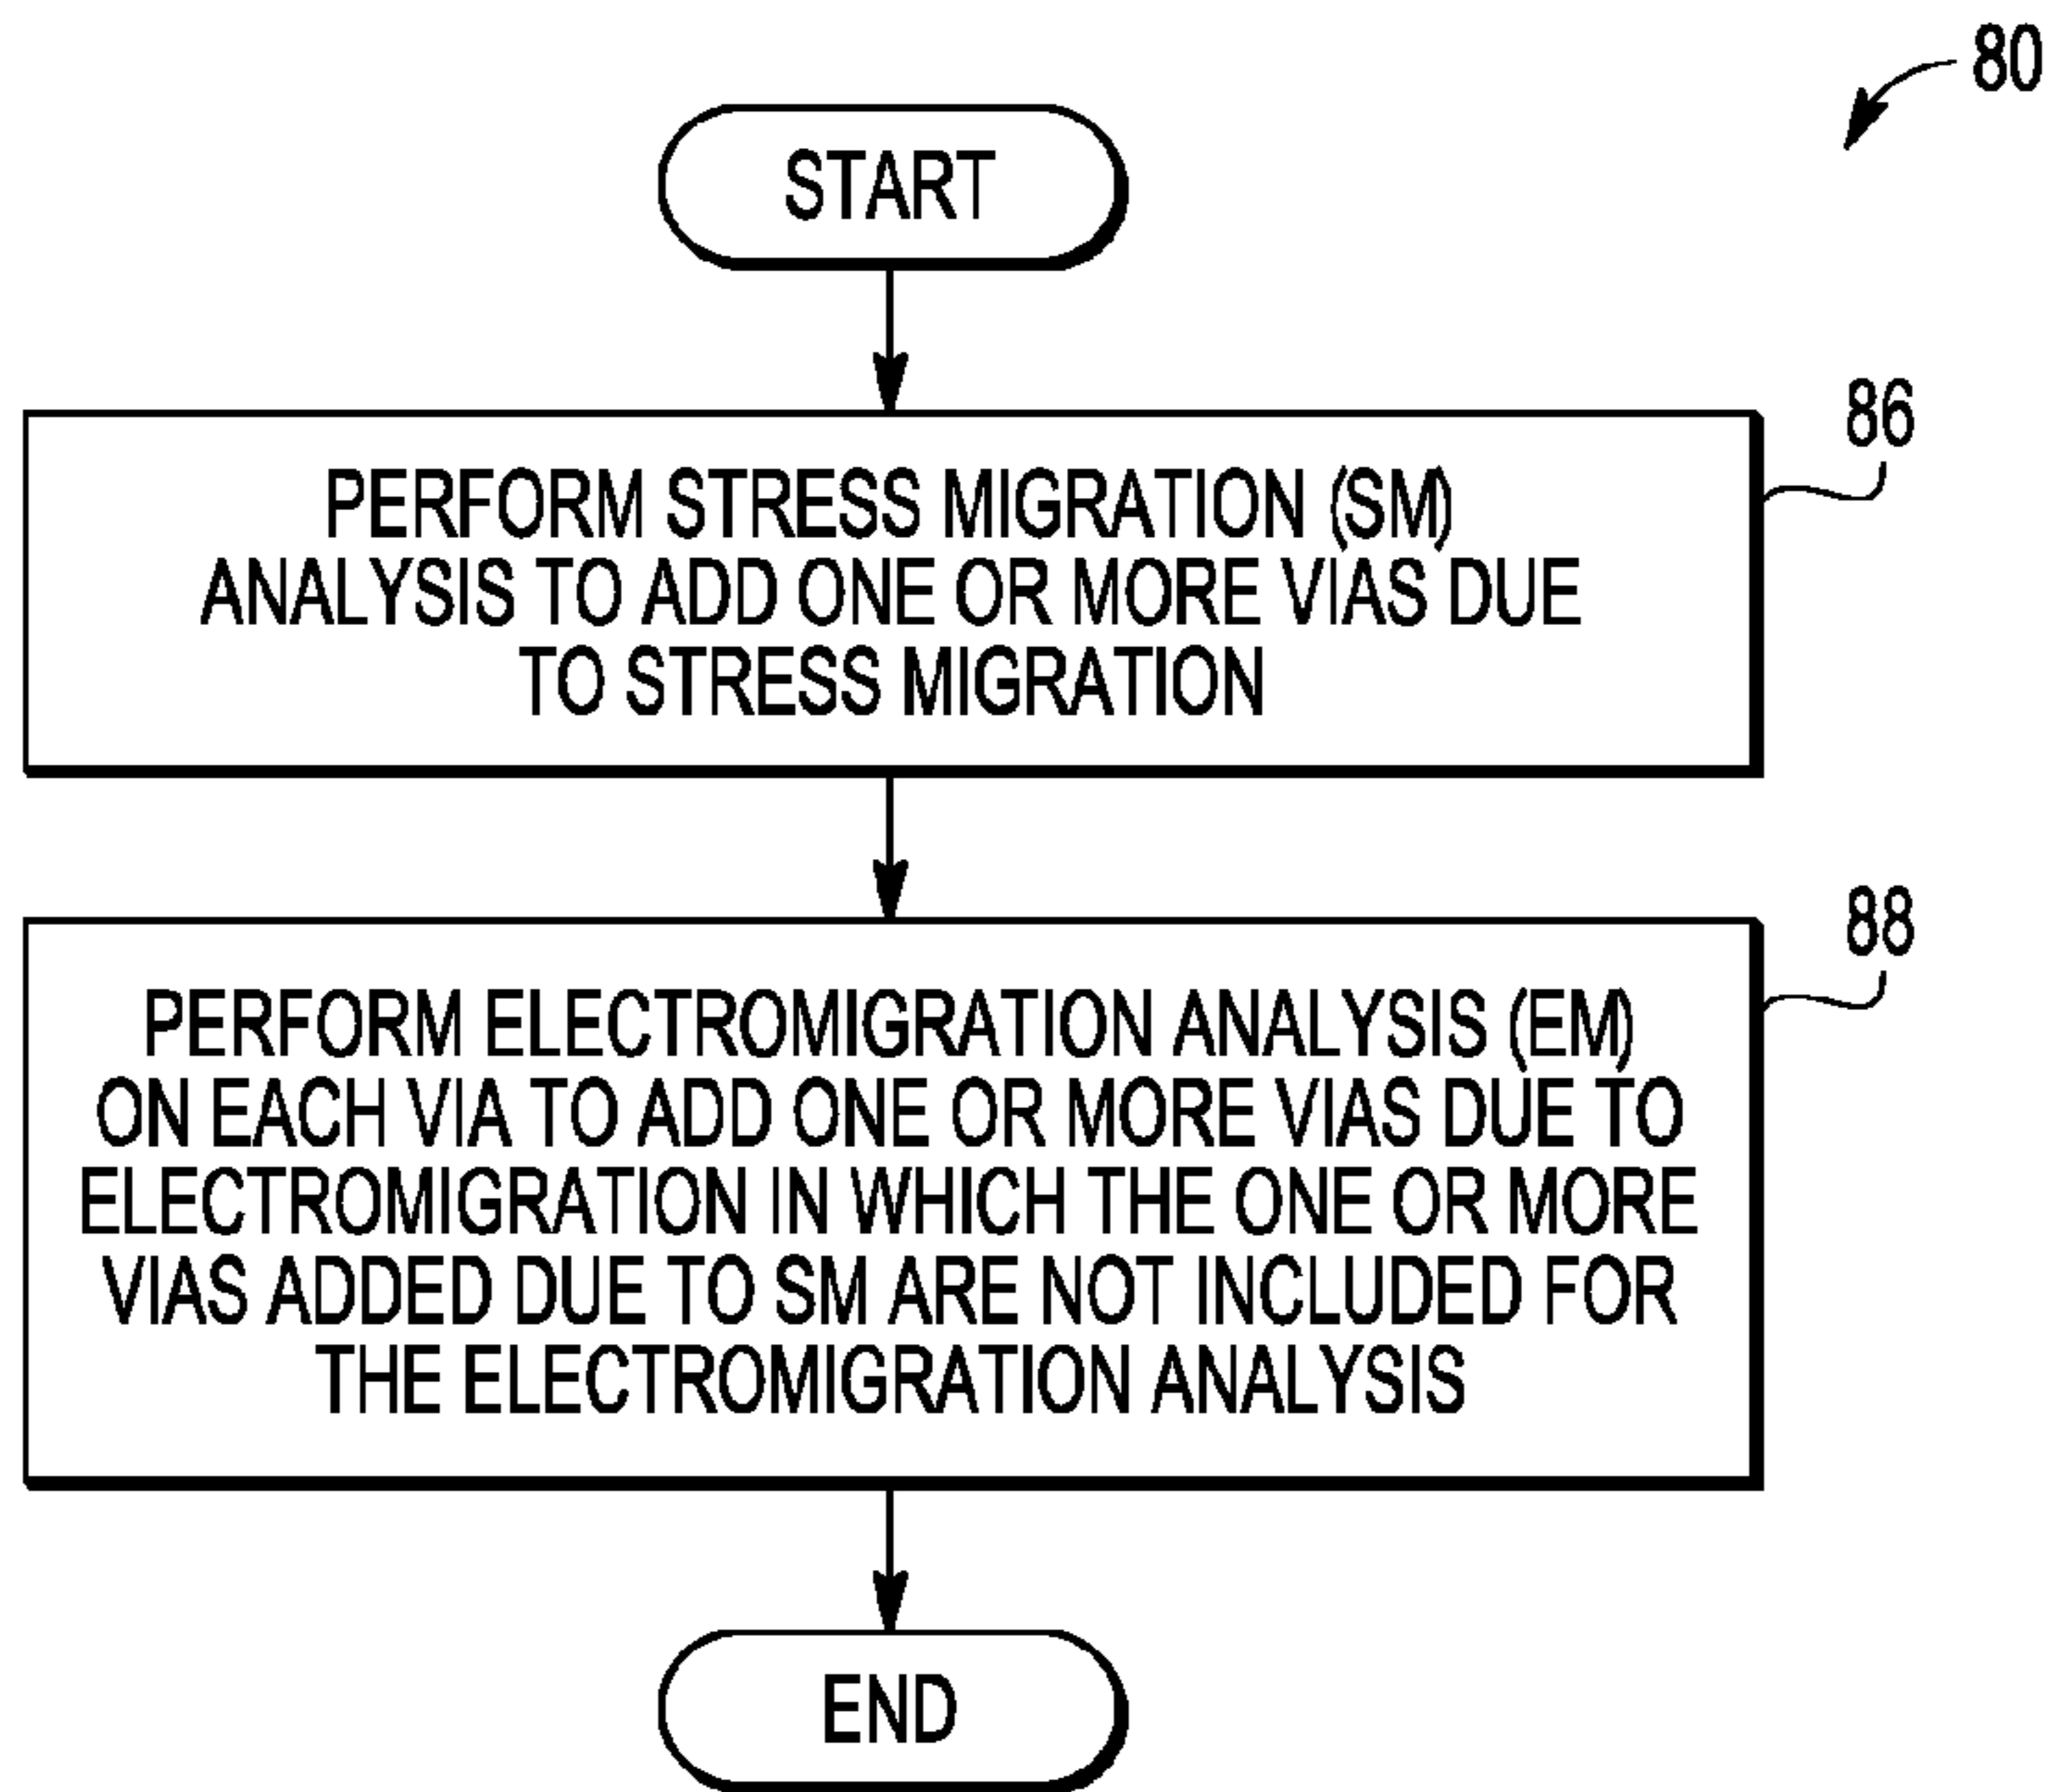 80
START
86
PERFORM STRESS MIGRATION (SM)
ANALYSIS TO ADD ONE OR MORE VIAS DUE
TO STRESS MIGRATION
88
PERFORM ELECTROMIGRATION ANALYSIS (EM)
ON EACH VIA TO ADD ONE OR MORE VIAS DUE TO
ELECTROMIGRATION IN WHICH THE ONE OR MORE
VIAS ADDED DUE TO SM ARE NOT INCLUDED FOR
THE ELECTROMIGRATION ANALYSIS
END